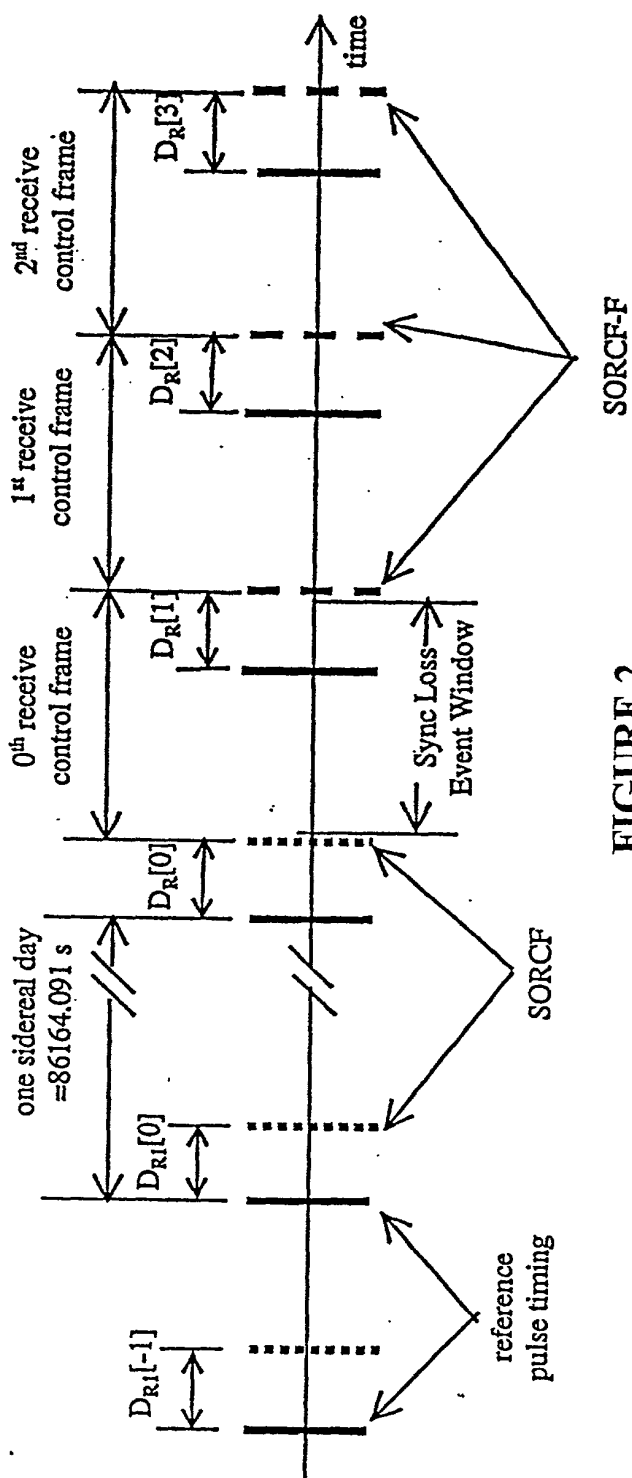 one sidereal day
=86164.091 s
0th receive
control frame
1st receive
control frame
2nd receive
control frame
DR1[-1]
DR1[0]
DR[0]
DR[1]
DR[2]
DR[3]
time
Sync Loss
Event Window
reference
pulse timing
SORCF
SORCF-F
FIGURE 2